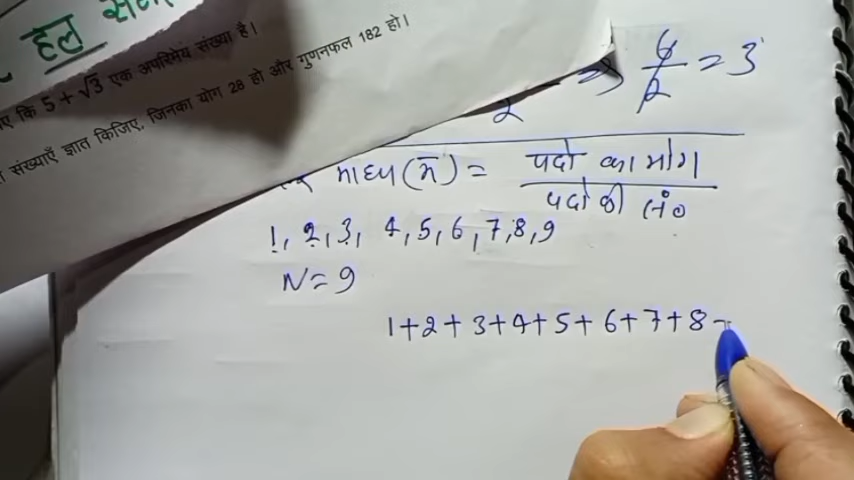 हल
कि 5 + √3 एक अपरिमेय संख्या है।
संख्याएँ ज्ञात किजिए, जिनका योग 28 हो और गुणनफल 182 हो।
2 ⇒ 6/2 = 3
माध्य (x̄) = पदो का योग / पदो की सं०
1, 2, 3, 4, 5, 6, 7, 8, 9
N = 9
1 + 2 + 3 + 4 + 5 + 6 + 7 + 8 -